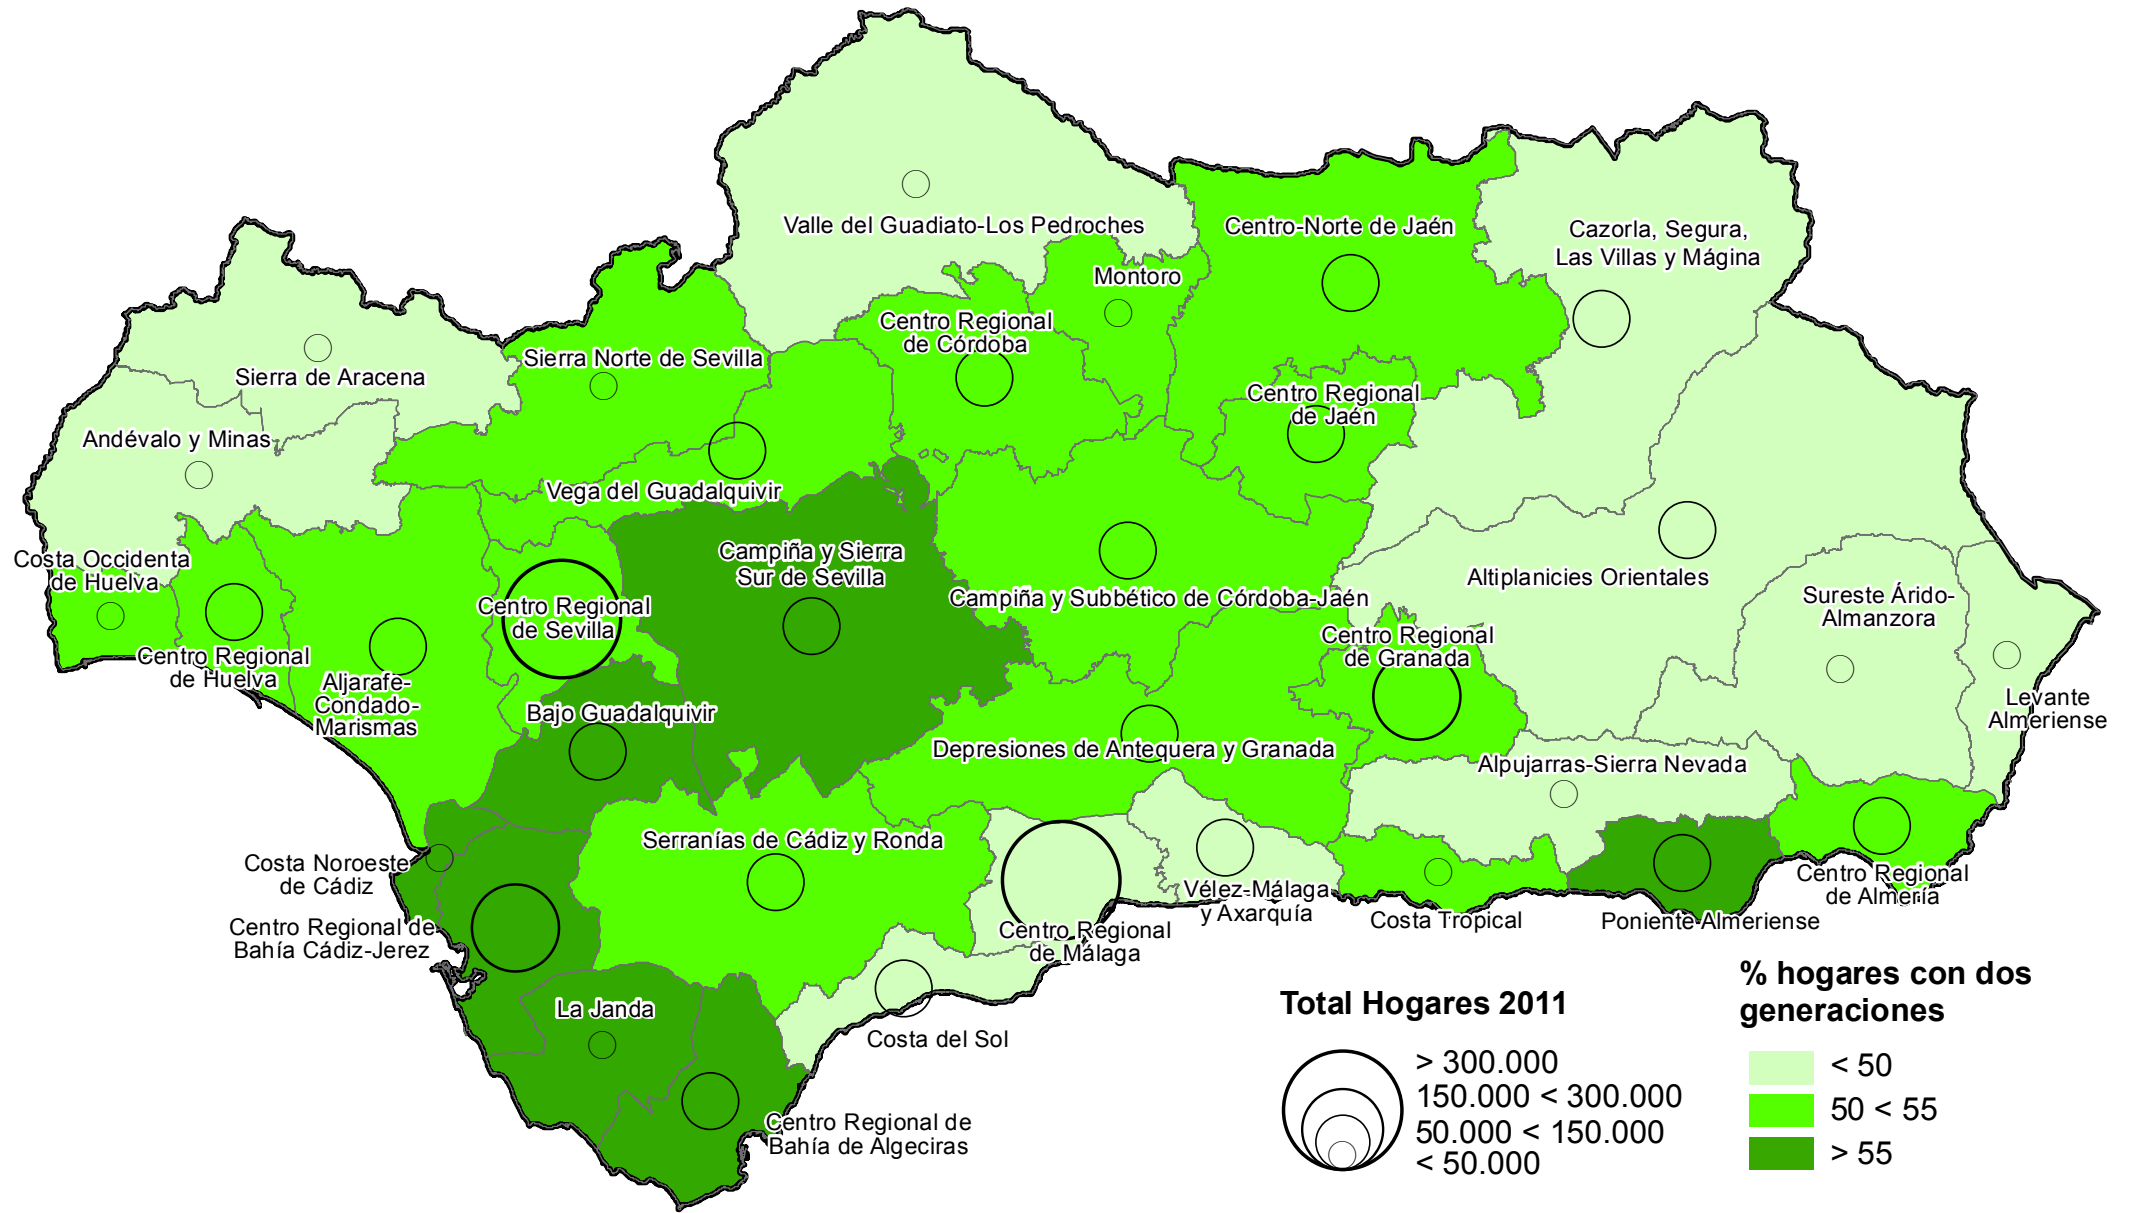 Valle del Guadiato-Los Pedroches
Centro-Norte de Jaén
Cazorla, Segura,
Las Villas y Mágina
Montoro
Centro Regional
de Córdoba
Sierra Norte de Sevilla
Sierra de Aracena
Centro Regional
de Jaén
Andévalo y Minas
Vega del Guadalquivir
Costa Occidenta
de Huelva
Campiña y Sierra
Sur de Sevilla
Altiplanicies Orientales
Sureste Árido-
Almanzora
Centro Regional
de Sevilla
Campiña y Subbético de Córdoba-Jaén
Centro Regional
de Granada
Centro Regional
de Huelva
Aljarafe-
Condado-
Marismas
Levante
Almeriense
Bajo Guadalquivir
Depresiones de Antequera y Granada
Alpujarras-Sierra Nevada
Serranías de Cádiz y Ronda
Costa Noroeste
de Cádiz
Vélez-Málaga
y Axarquía
Centro Regional
de Almería
Costa Tropical
Poniente Almeriense
Centro Regional de
Bahía Cádiz-Jerez
Centro Regional
de Málaga
La Janda
Costa del Sol
Centro Regional de
Bahía de Algeciras
Total Hogares 2011
> 300.000
150.000 < 300.000
50.000 < 150.000
< 50.000
% hogares con dos
generaciones
< 50
50 < 55
> 55